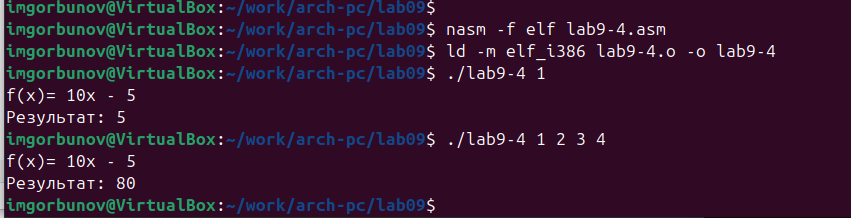 imgorbunov@VirtualBox:~/work/arch-pc/lab09$
imgorbunov@VirtualBox:~/work/arch-pc/lab09$ nasm -f elf lab9-4.asm
imgorbunov@VirtualBox:~/work/arch-pc/lab09$ ld -m elf_i386 lab9-4.o -o lab9-4
imgorbunov@VirtualBox:~/work/arch-pc/lab09$ ./lab9-4 1
f(x)= 10x - 5
Результат: 5
imgorbunov@VirtualBox:~/work/arch-pc/lab09$ ./lab9-4 1 2 3 4
f(x)= 10x - 5
Результат: 80
imgorbunov@VirtualBox:~/work/arch-pc/lab09$